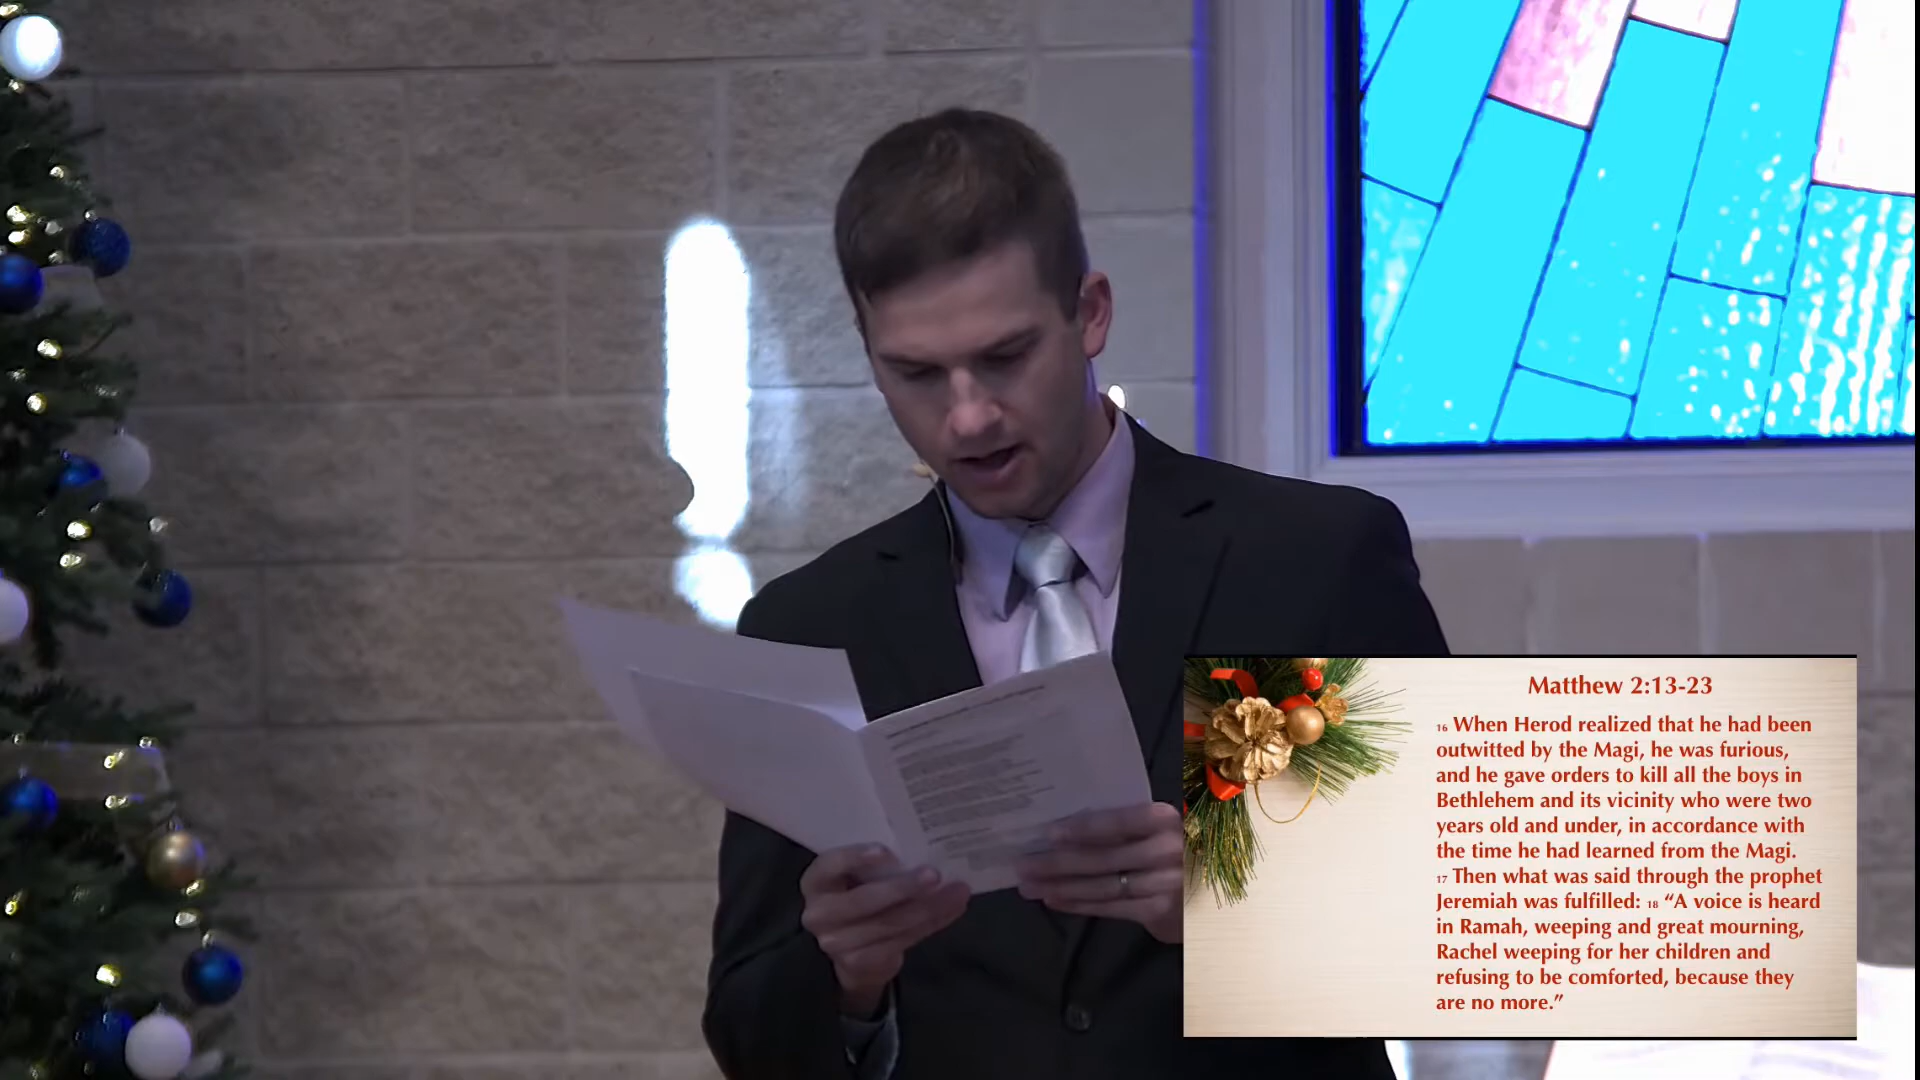 Matthew 2:13-23
16 When Herod realized that he had been
outwitted by the Magi, he was furious,
and he gave orders to kill all the boys in
Bethlehem and its vicinity who were two
years old and under, in accordance with
the time he had learned from the Magi.
17 Then what was said through the prophet
Jeremiah was fulfilled: 18 “A voice is heard
in Ramah, weeping and great mourning,
Rachel weeping for her children and
refusing to be comforted, because they
are no more.”